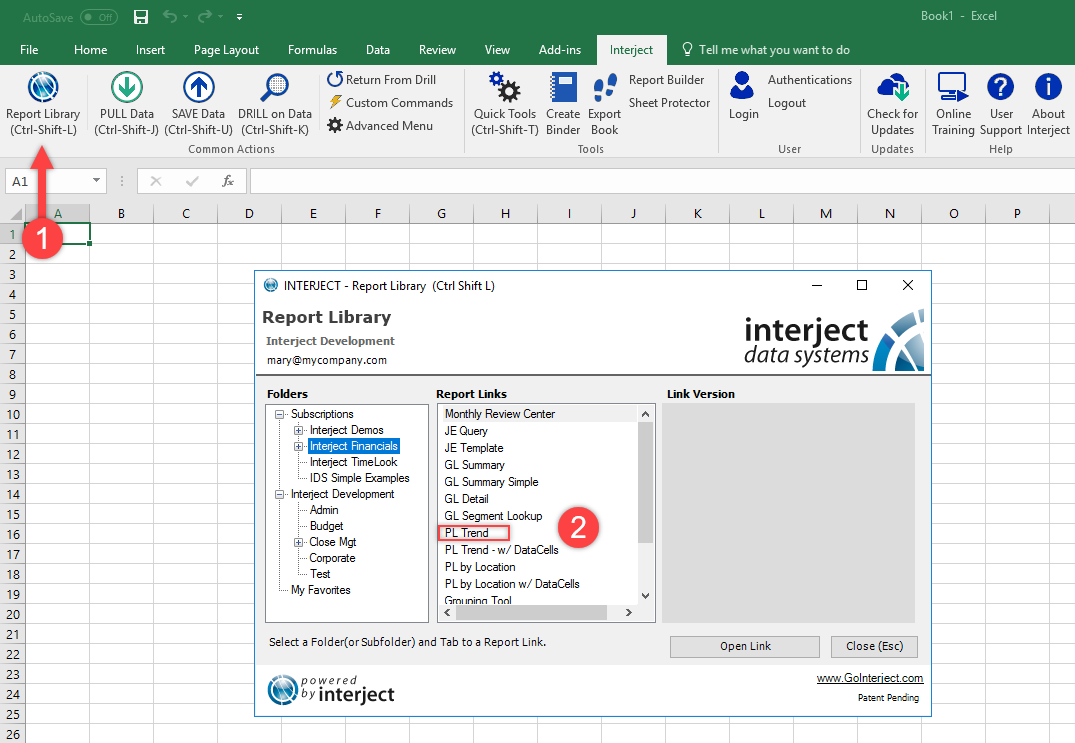 AutoSave Off
Book1 - Excel
File Home Insert Page Layout Formulas Data Review View Add-ins Interject Tell me what you want to do
Report Library
(Ctrl-Shift-L)
PULL Data
(Ctrl-Shift-J)
SAVE Data
(Ctrl-Shift-U)
DRILL on Data
(Ctrl-Shift-K)
Return From Drill
Custom Commands
Advanced Menu
Common Actions
Quick Tools
(Ctrl-Shift-T)
Create
Binder
Export
Book
Report Builder
Sheet Protector
Tools
Login
Authentications
Logout
User
Check for
Updates
Updates
Online
Training
User
Support
About
Interject
Help
A1
fx
A B C D E F G H I J K L M N O P
1
1
2
3
4
5
6
7
8
9
10
11
12
13
14
15
16
17
18
19
20
21
22
23
24
25
26
INTERJECT - Report Library (Ctrl Shift L)
Report Library
Interject Development
mary@mycompany.com
interject
data systems
Folders
Subscriptions
Interject Demos
Interject Financials
Interject TimeLook
IDS Simple Examples
Interject Development
Admin
Budget
Close Mgt
Corporate
Test
My Favorites
Report Links
Monthly Review Center
JE Query
JE Template
GL Summary
GL Summary Simple
GL Detail
GL Segment Lookup
PL Trend
2
PL Trend - w/ DataCells
PL by Location
PL by Location w/ DataCells
Grouping Tool
Link Version
Select a Folder(or Subfolder) and Tab to a Report Link.
Open Link
Close (Esc)
powered
by interject
www.GoInterject.com
Patent Pending